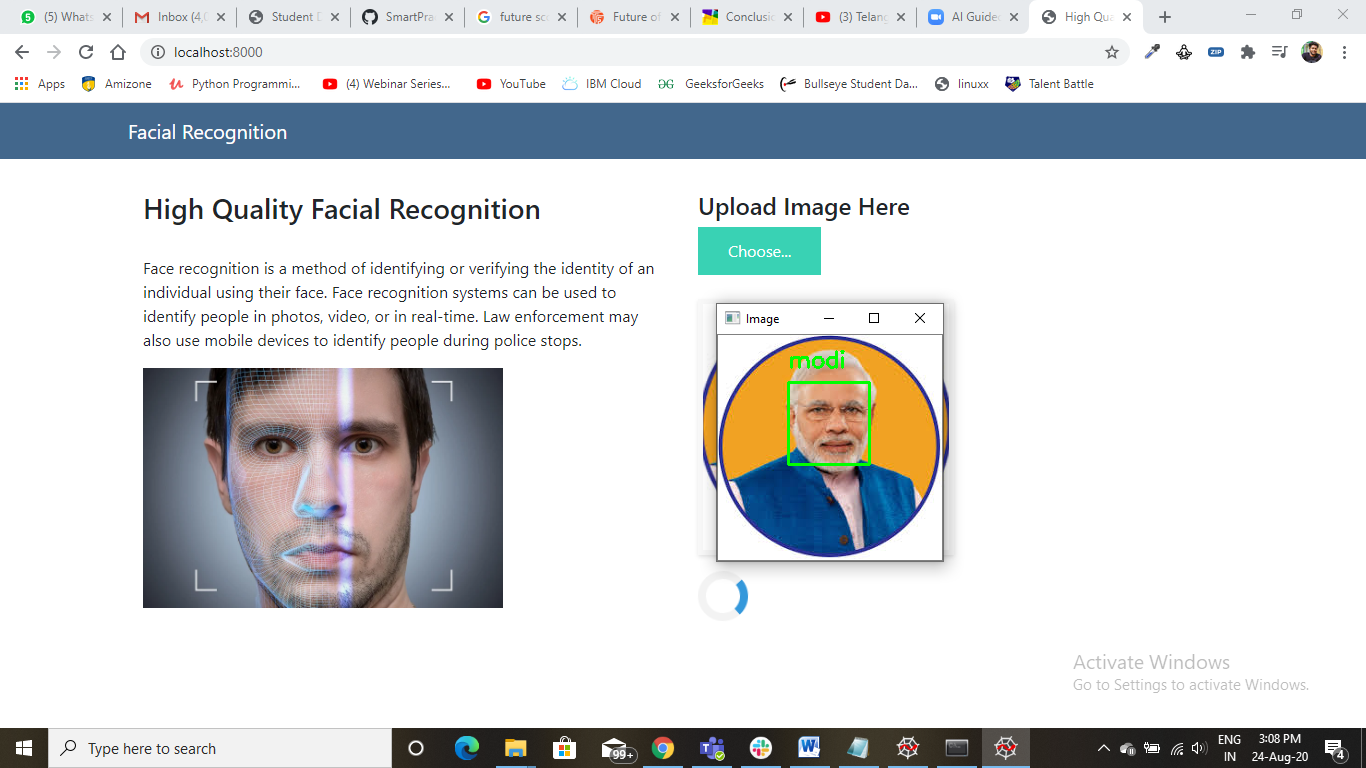 (5) Whats
Inbox (4,0
Student D
SmartPra
future sco
Future of
Conclusio
(3) Telang
AI Guide
High Qua
localhost:8000
Apps
Amizone
Python Programmi...
(4) Webinar Series...
YouTube
IBM Cloud
GeeksforGeeks
Bullseye Student Da...
linuxx
Talent Battle
ZIP
Facial Recognition
High Quality Facial Recognition
Face recognition is a method of identifying or verifying the identity of an
individual using their face. Face recognition systems can be used to
identify people in photos, video, or in real-time. Law enforcement may
also use mobile devices to identify people during police stops.
Upload Image Here
Choose...
Image
modi
Activate Windows
Go to Settings to activate Windows.
Type here to search
99+
ENG
IN
3:08 PM
24-Aug-20
4